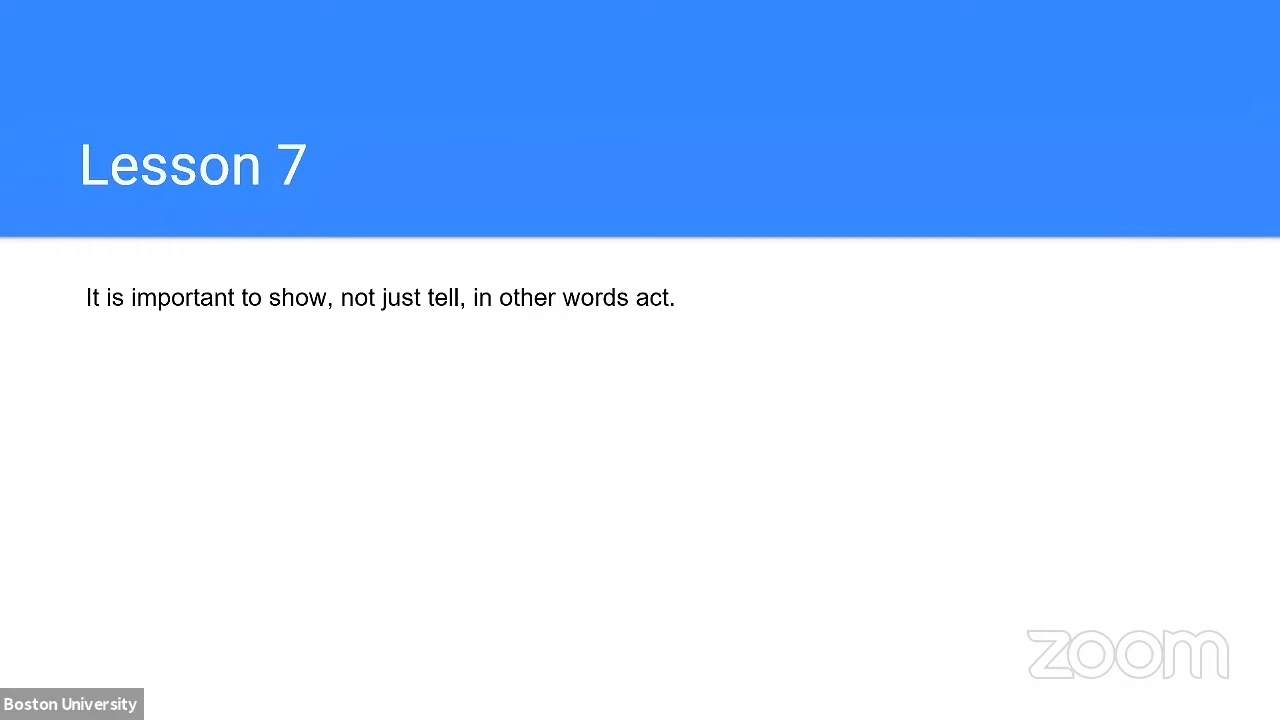 Lesson 7
It is important to show, not just tell, in other words act.
zoom
Boston University